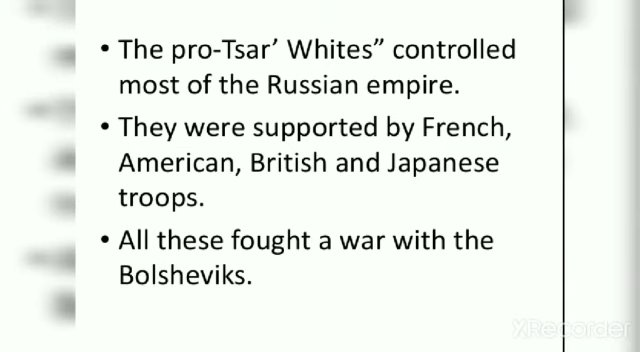 • The pro-Tsar’ Whites” controlled
most of the Russian empire.
• They were supported by French,
American, British and Japanese
troops.
• All these fought a war with the
Bolsheviks.
XRecorder